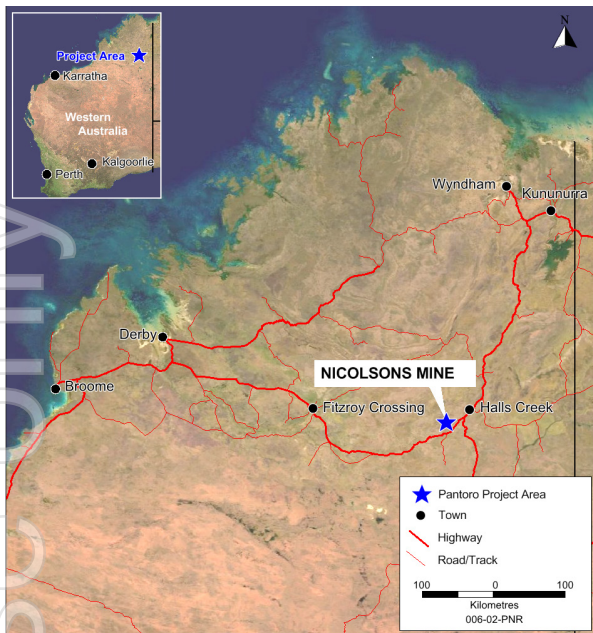 N
Project Area
Karratha
Western
Australia
Kalgoorlie
Perth
Wyndham
Kununurra
Derby
NICOLSONS MINE
Broome
Fitzroy Crossing
Halls Creek
Pantoro Project Area
Town
Highway
Road/Track
100 0 100
Kilometres
006-02-PNR